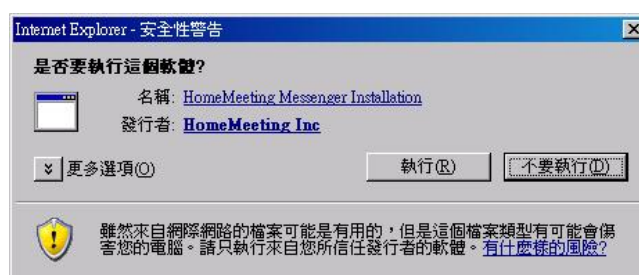 Internet Explorer - 安全性警告
是否要執行這個軟體?
名稱: HomeMeeting Messenger Installation
發行者: HomeMeeting Inc
更多選項(O)
執行(R)
不要執行(D)
雖然來自網際網路的檔案可能是有用的，但是這個檔案類型有可能會傷
害您的電腦。請只執行來自您所信任發行者的軟體。有什麼樣的風險?